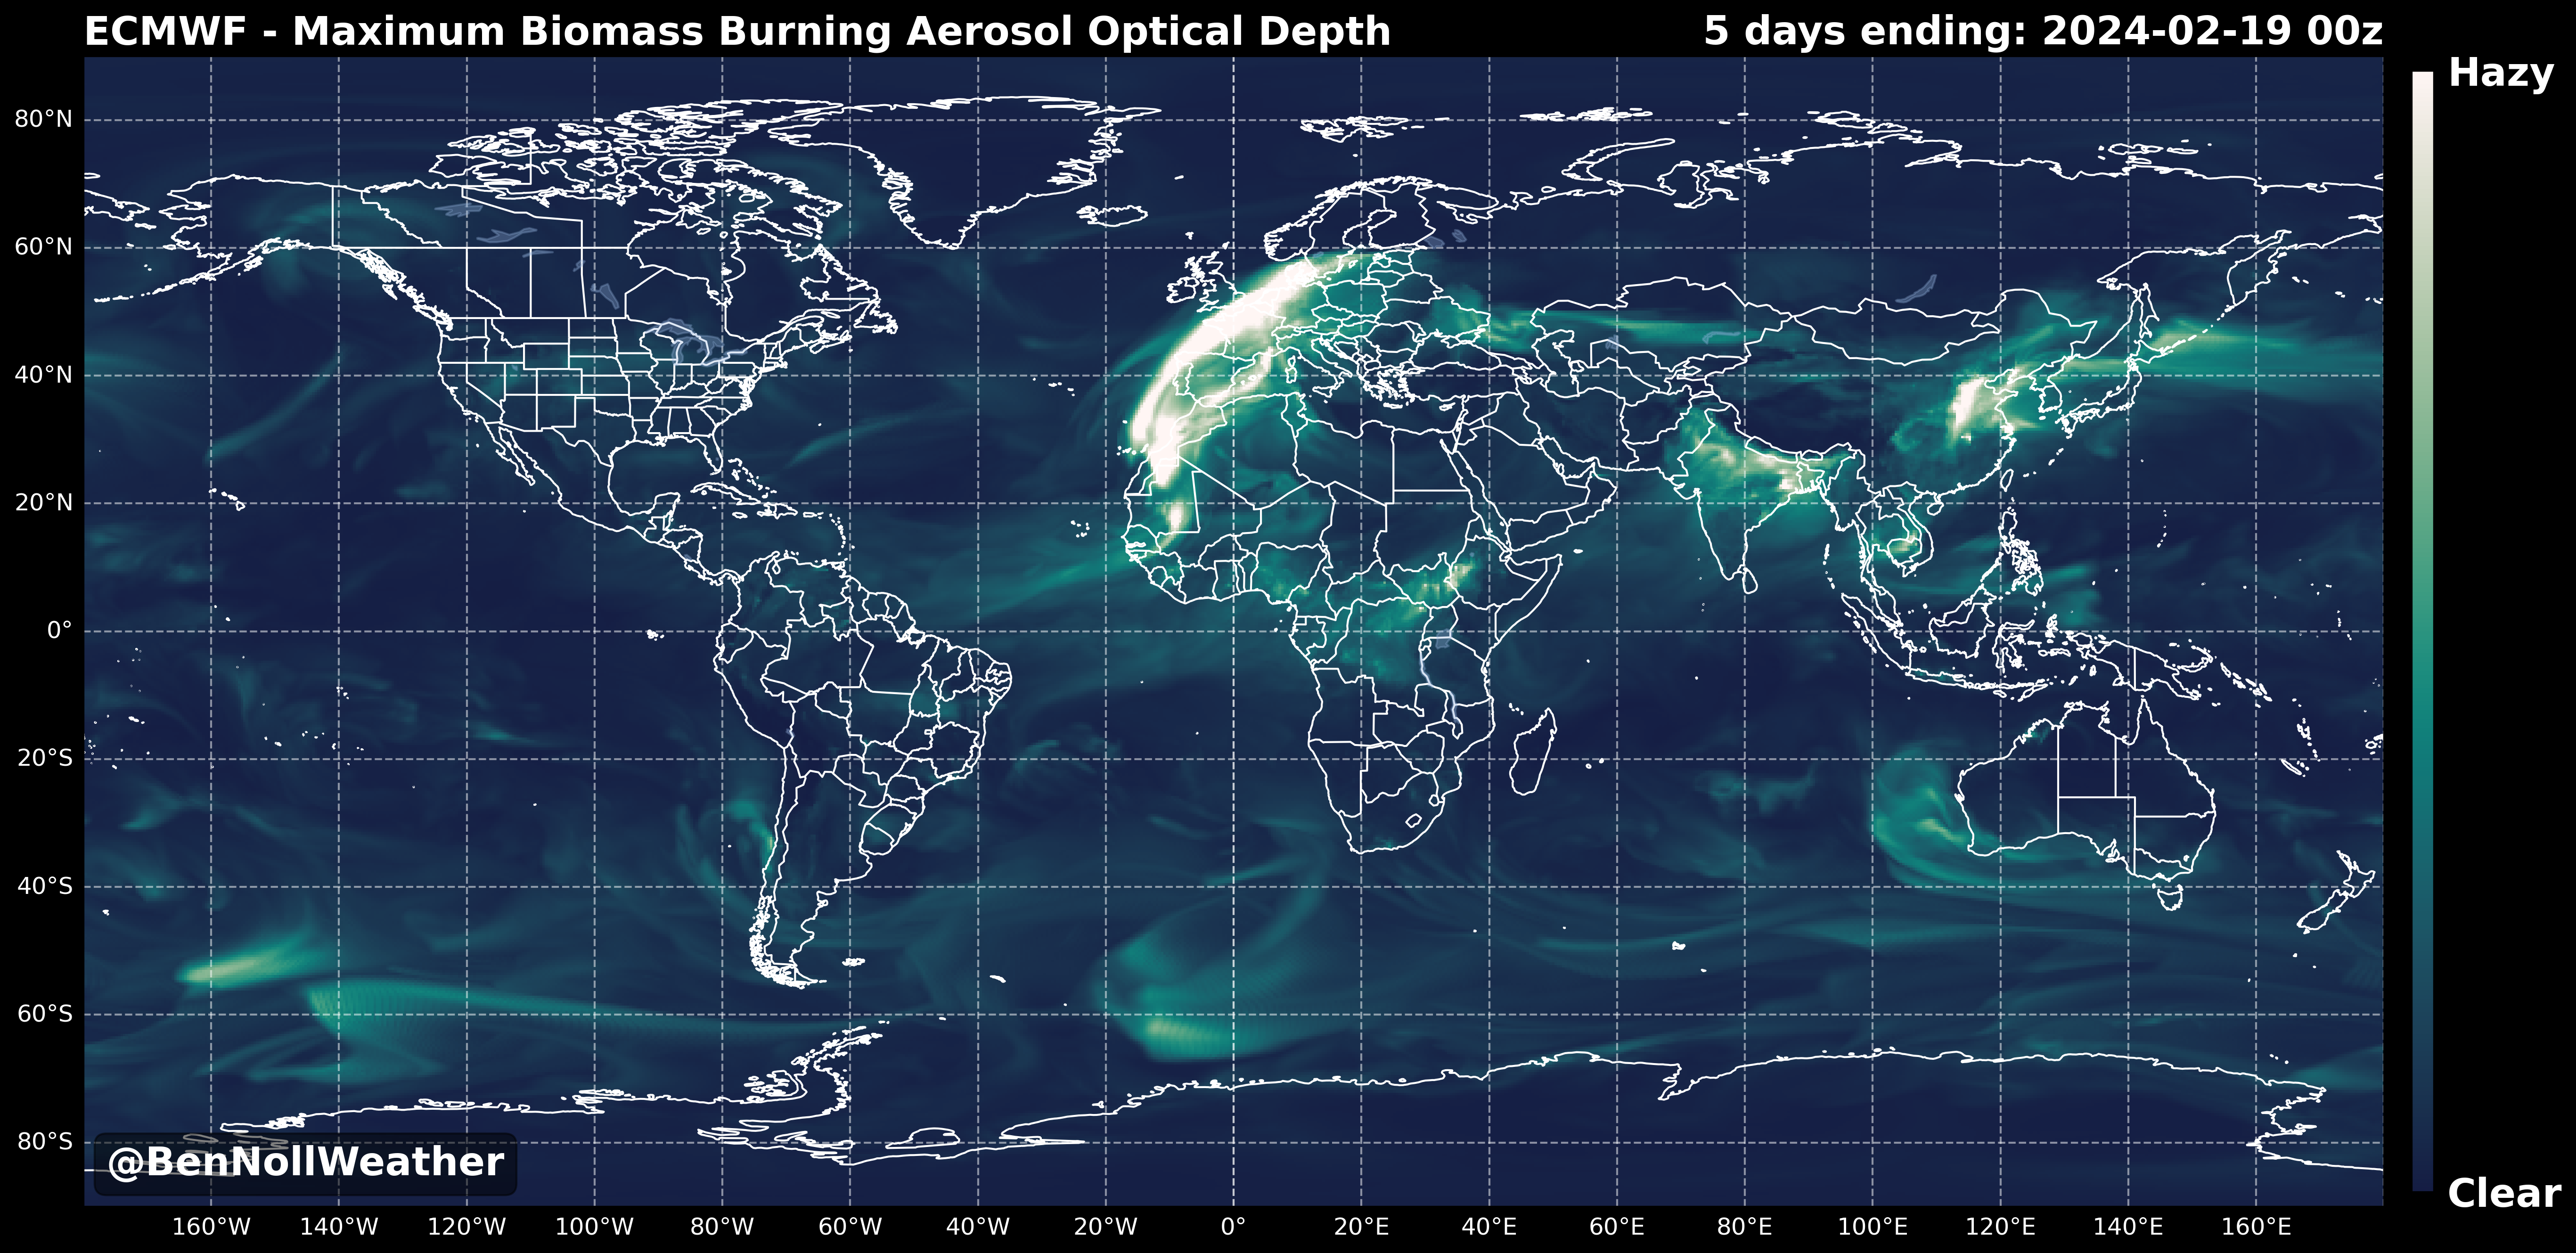 ECMWF - Maximum Biomass Burning Aerosol Optical Depth
5 days ending: 2024-02-19 00z
Hazy
80°N
60°N
40°N
20°N
0°
20°S
40°S
60°S
80°S
@BenNollWeather
Clear
160°W 140°W 120°W 100°W 80°W 60°W 40°W 20°W 0° 20°E 40°E 60°E 80°E 100°E 120°E 140°E 160°E